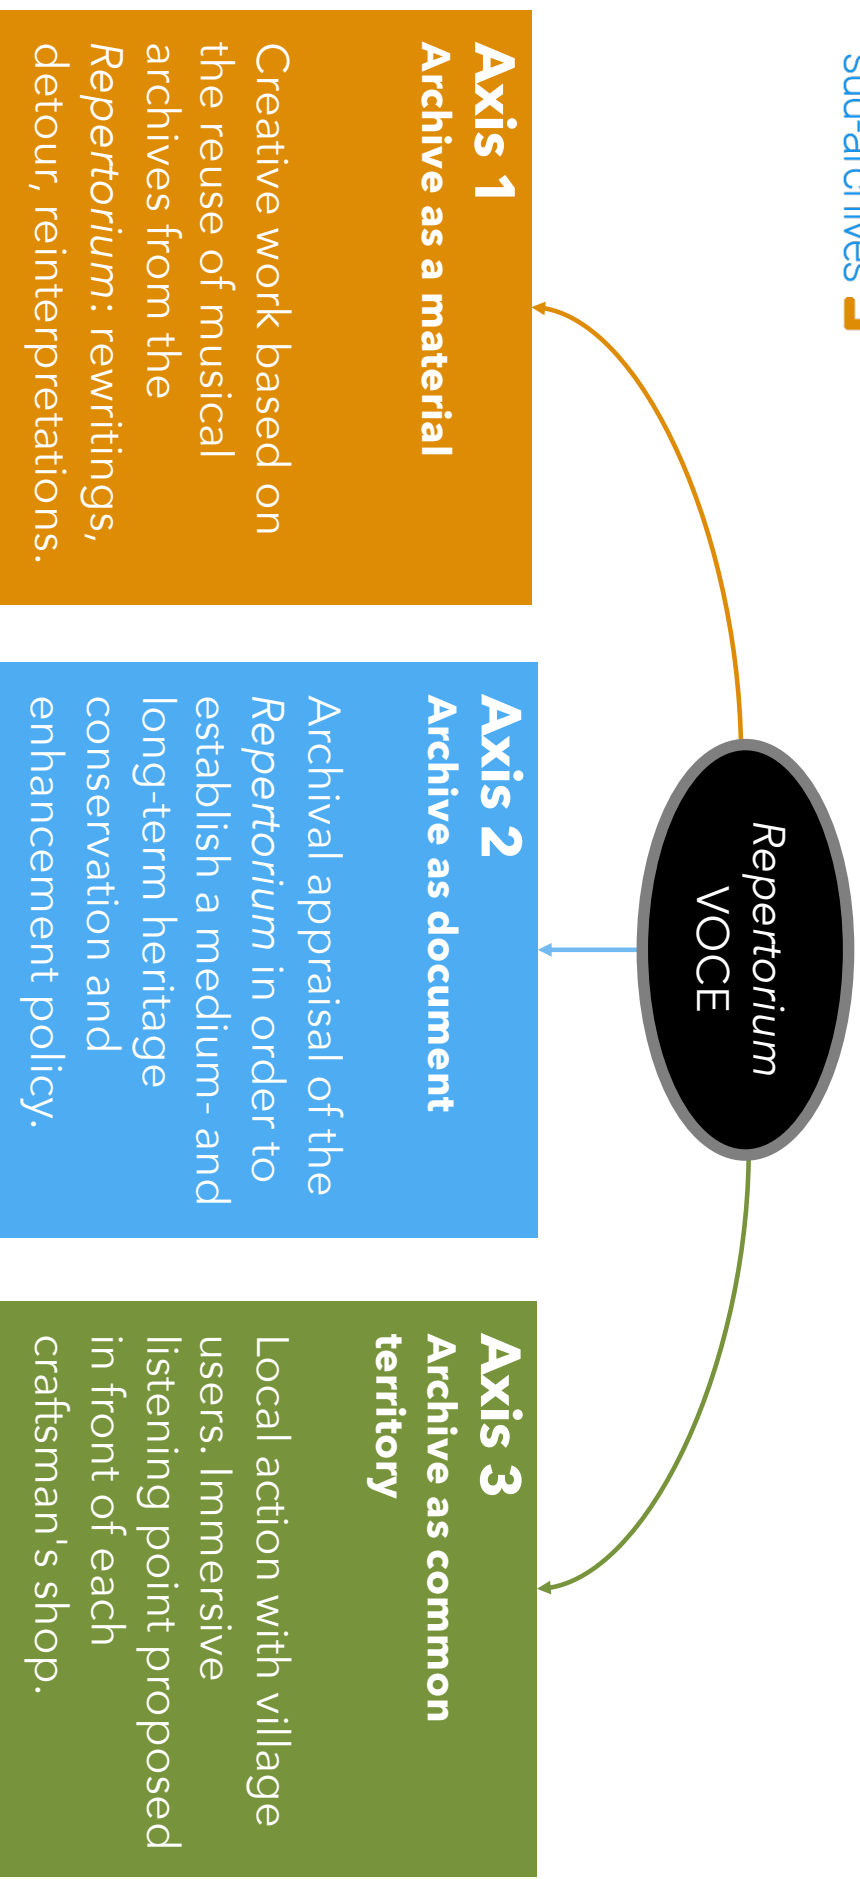 Repertorium
VOCE
Axis 1
Archive as a material
Creative work based on
the reuse of musical
archives from the
Repertorium: rewritings,
detour, reinterpretations.
Axis 2
Archive as document
Archival appraisal of the
Repertorium in order to
establish a medium- and
long-term heritage
conservation and
enhancement policy.
Axis 3
Archive as common
territory
Local action with village
users. Immersive
listening point proposed
in front of each
craftsman's shop.